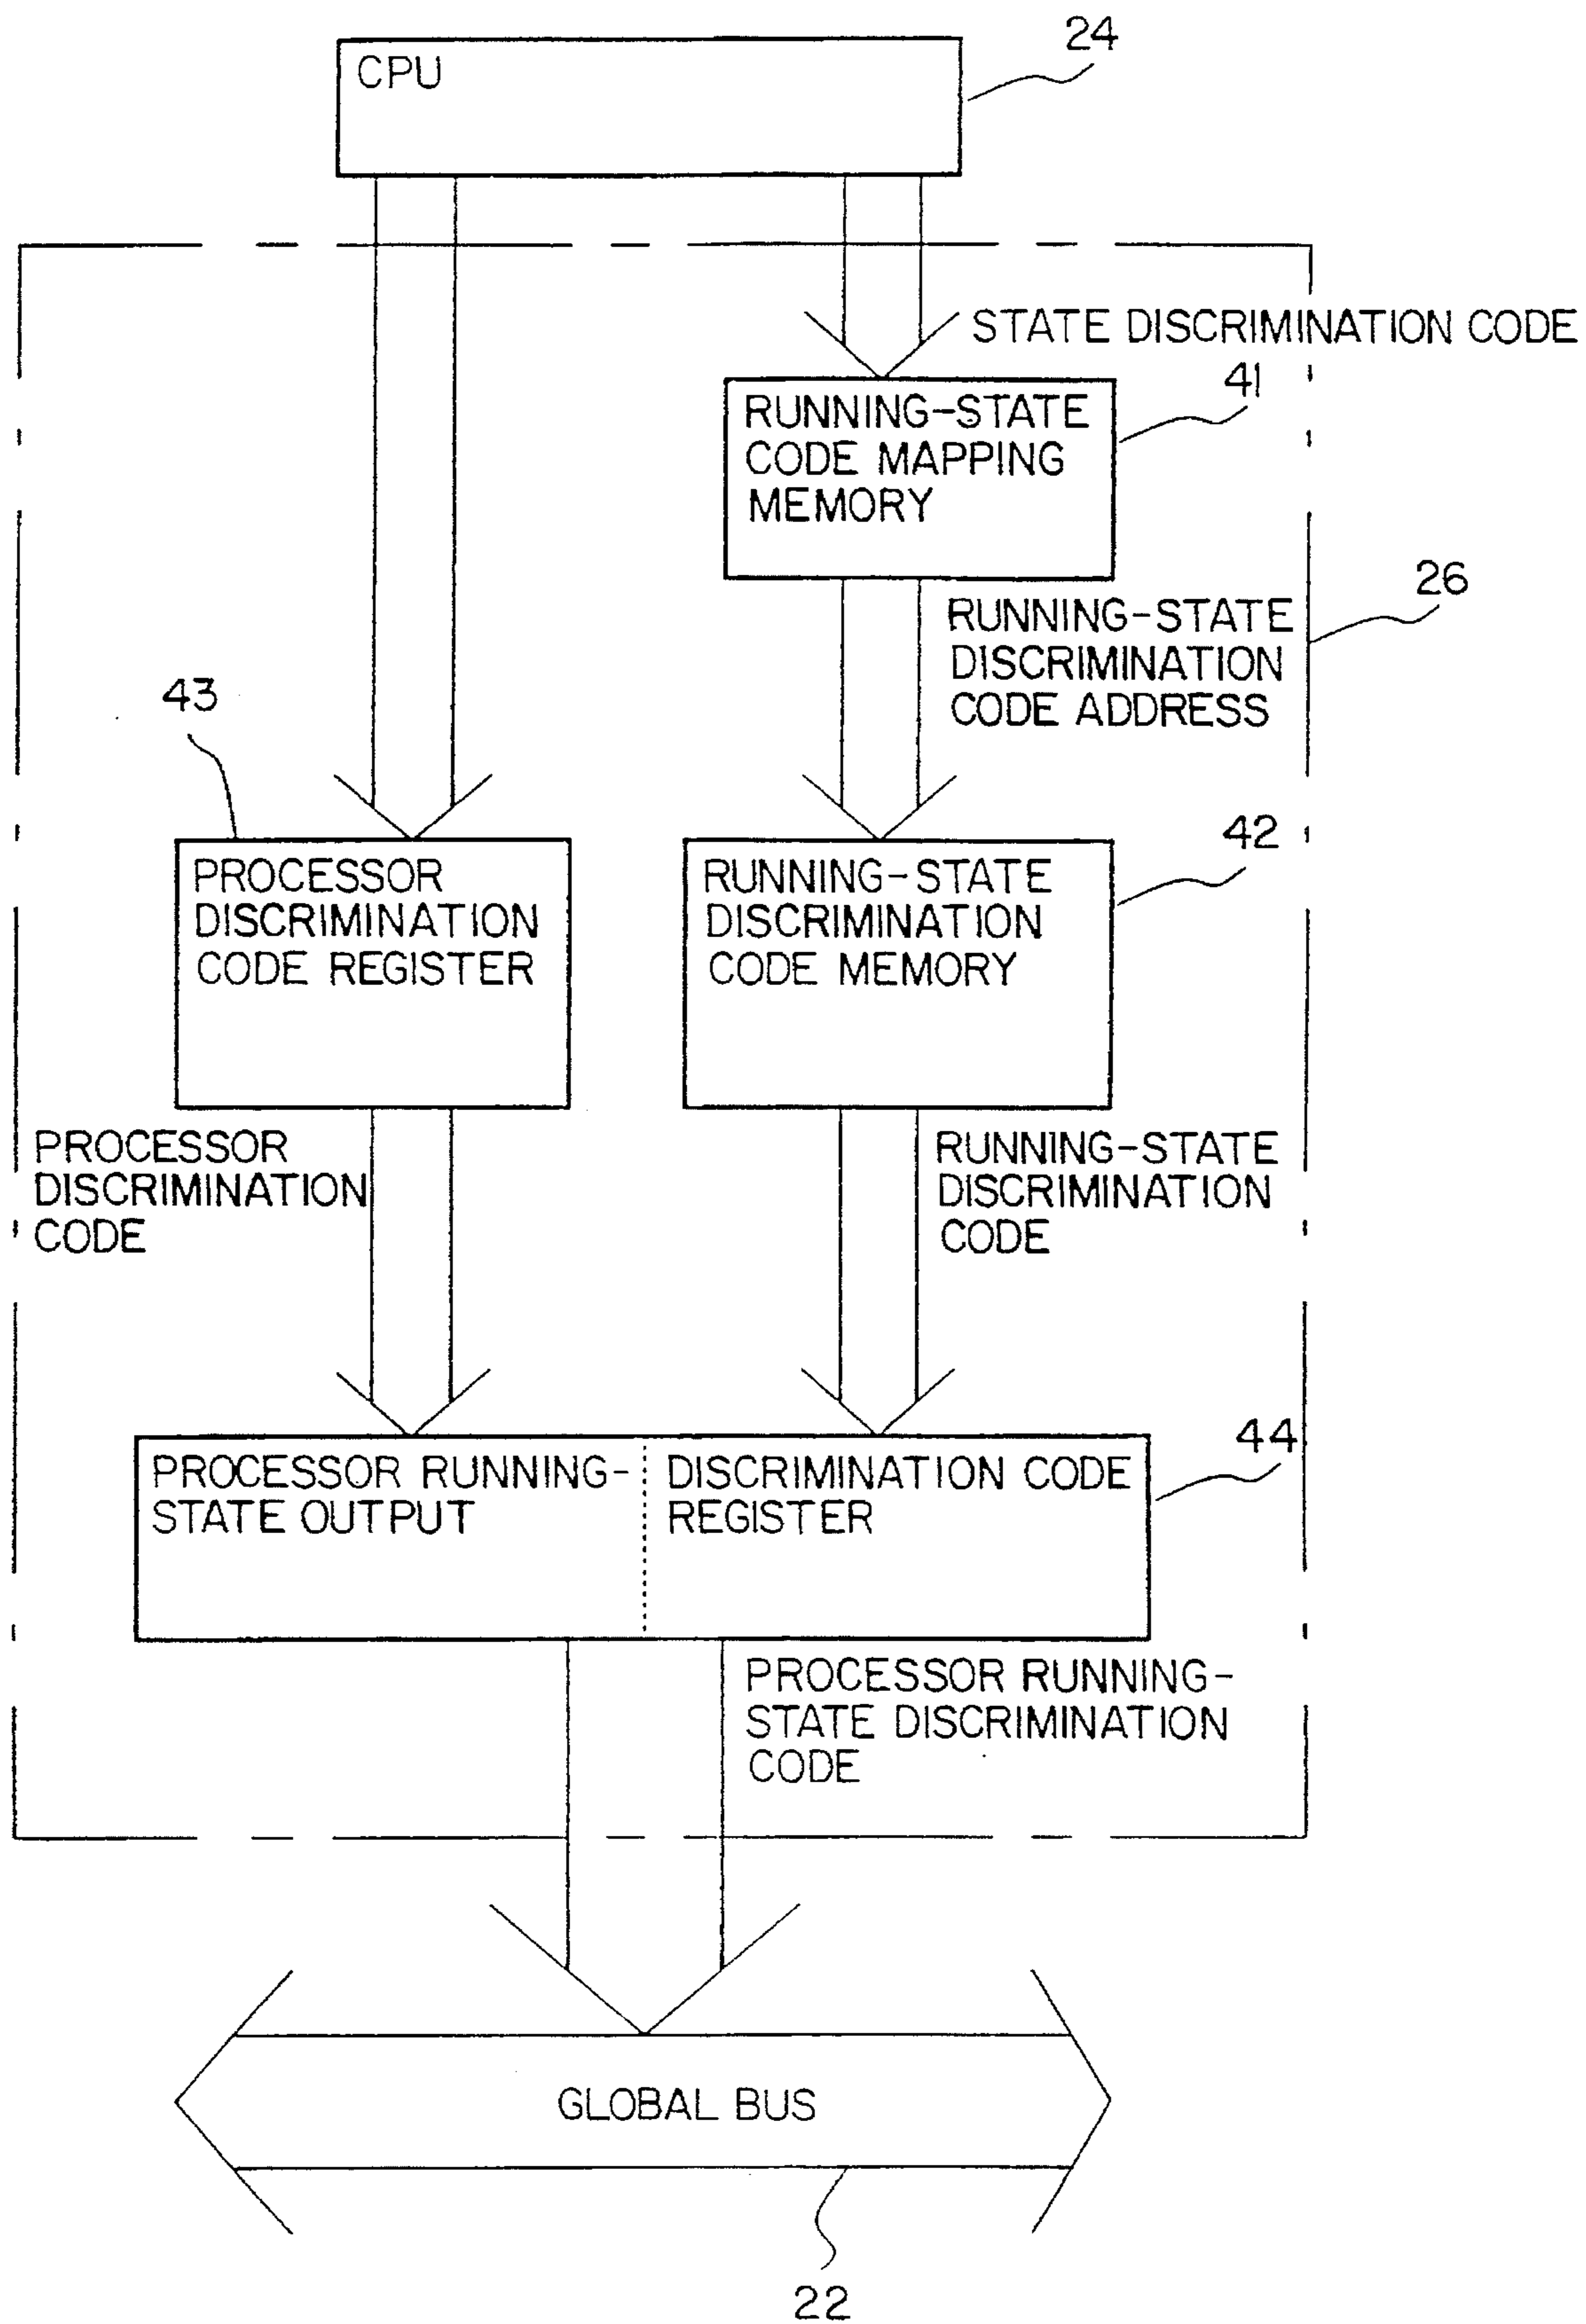 24
CPU
STATE DISCRIMINATION CODE
41
RUNNING-STATE
CODE MAPPING
MEMORY
26
RUNNING-STATE
DISCRIMINATION
CODE ADDRESS
43
42
PROCESSOR
DISCRIMINATION
CODE REGISTER
RUNNING-STATE
DISCRIMINATION
CODE MEMORY
PROCESSOR
DISCRIMINATION
CODE
RUNNING-STATE
DISCRIMINATION
CODE
44
PROCESSOR RUNNING-
STATE OUTPUT
DISCRIMINATION CODE
REGISTER
PROCESSOR RUNNING-
STATE DISCRIMINATION
CODE
GLOBAL BUS
22